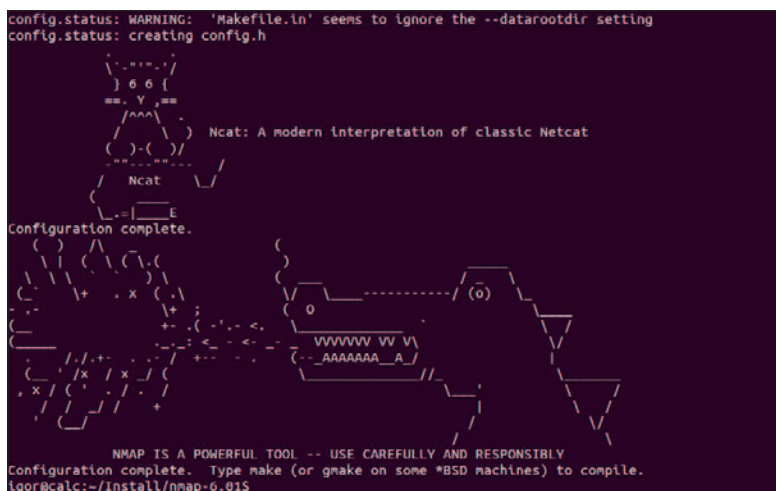 config.status: WARNING:  'Makefile.in' seems to ignore the --datarootdir setting
config.status: creating config.h
Ncat: A modern interpretation of classic Netcat
Ncat
Configuration complete.
NMAP IS A POWERFUL TOOL -- USE CAREFULLY AND RESPONSIBLY
Configuration complete.  Type make (or gmake on some *BSD machines) to compile.
igor@calc:~/Install/nmap-6.01$